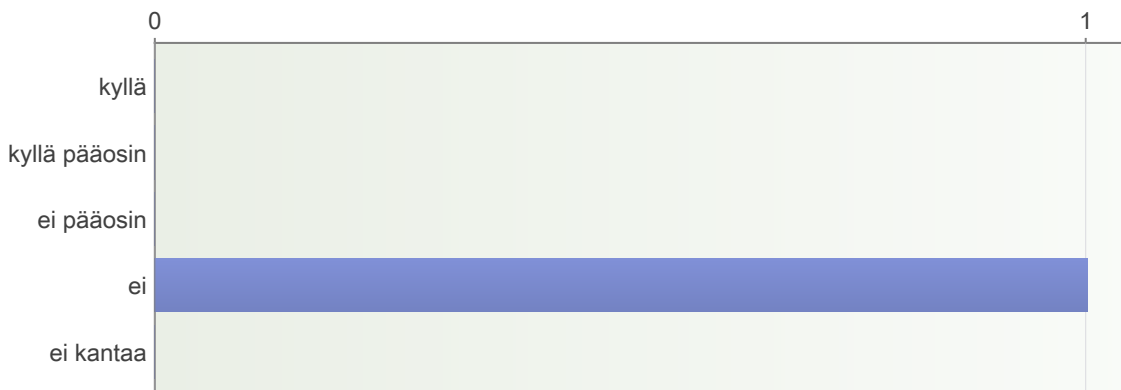 0 1
kyllä
kyllä pääosin
ei pääosin
ei
ei kantaa